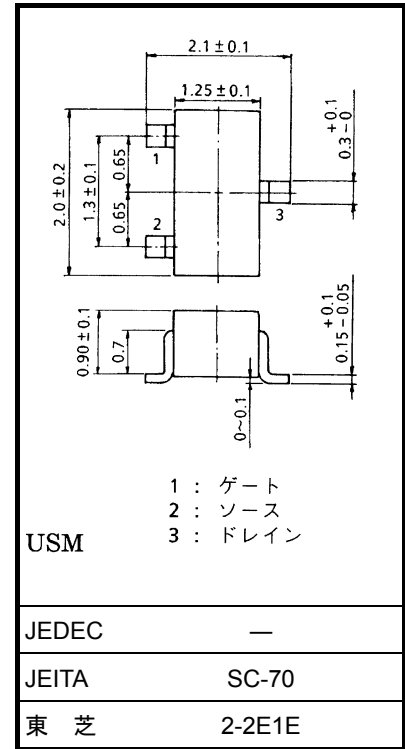 2.1±0.1
1.25±0.1
+0.1
0.3-0
2.0±0.2
1.3±0.1
0.65
0.65
1
2
3
0.90±0.1
0.7
0~0.1
+0.1
0.15-0.05
1 : ゲート
2 : ソース
3 : ドレイン
USM
JEDEC —
JEITA SC-70
東 芝 2-2E1E